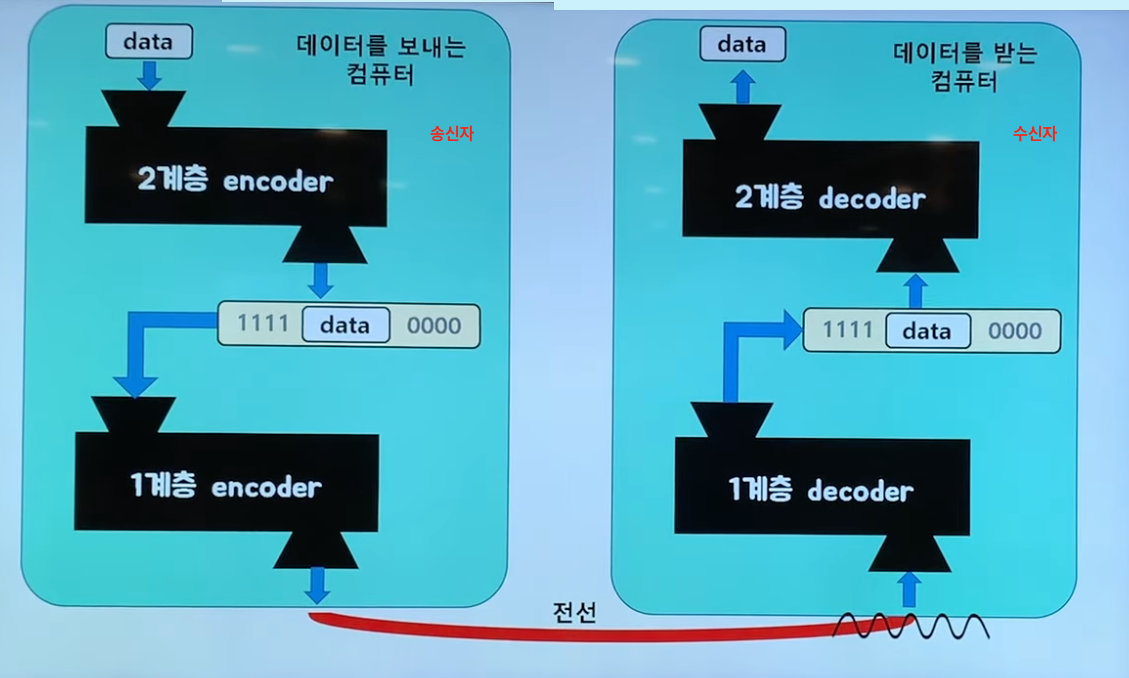 data
데이터를 보내는
컴퓨터
송신자
2계층 encoder
1111 data 0000
1계층 encoder
data
데이터를 받는
컴퓨터
수신자
2계층 decoder
1111 data 0000
1계층 decoder
전선